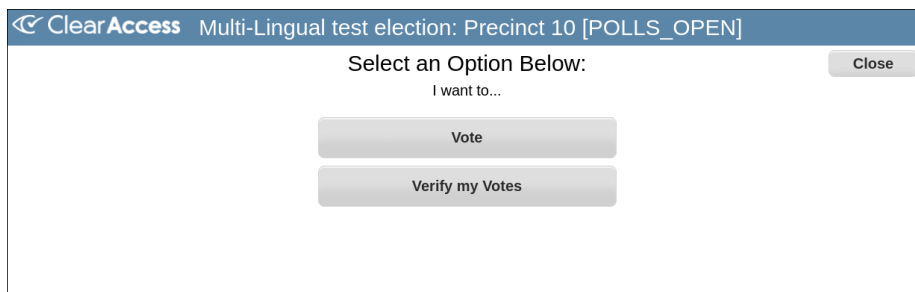 ClearAccess Multi-Lingual test election: Precinct 10 [POLLS_OPEN]
Select an Option Below:
Close
I want to...
Vote
Verify my Votes